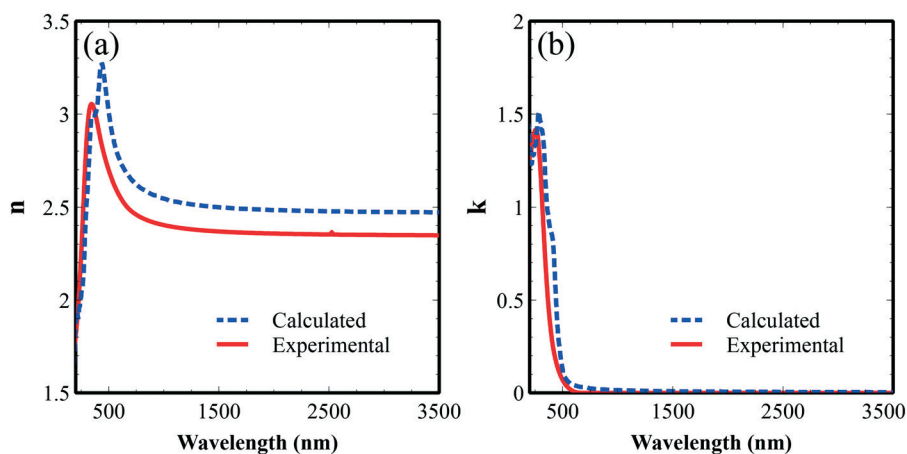 (a)
n
3.5
3
2.5
2
1.5
Calculated
Experimental
500 1500 2500 3500
Wavelength (nm)
(b)
k
2
1.5
1
0.5
0
Calculated
Experimental
500 1500 2500 3500
Wavelength (nm)